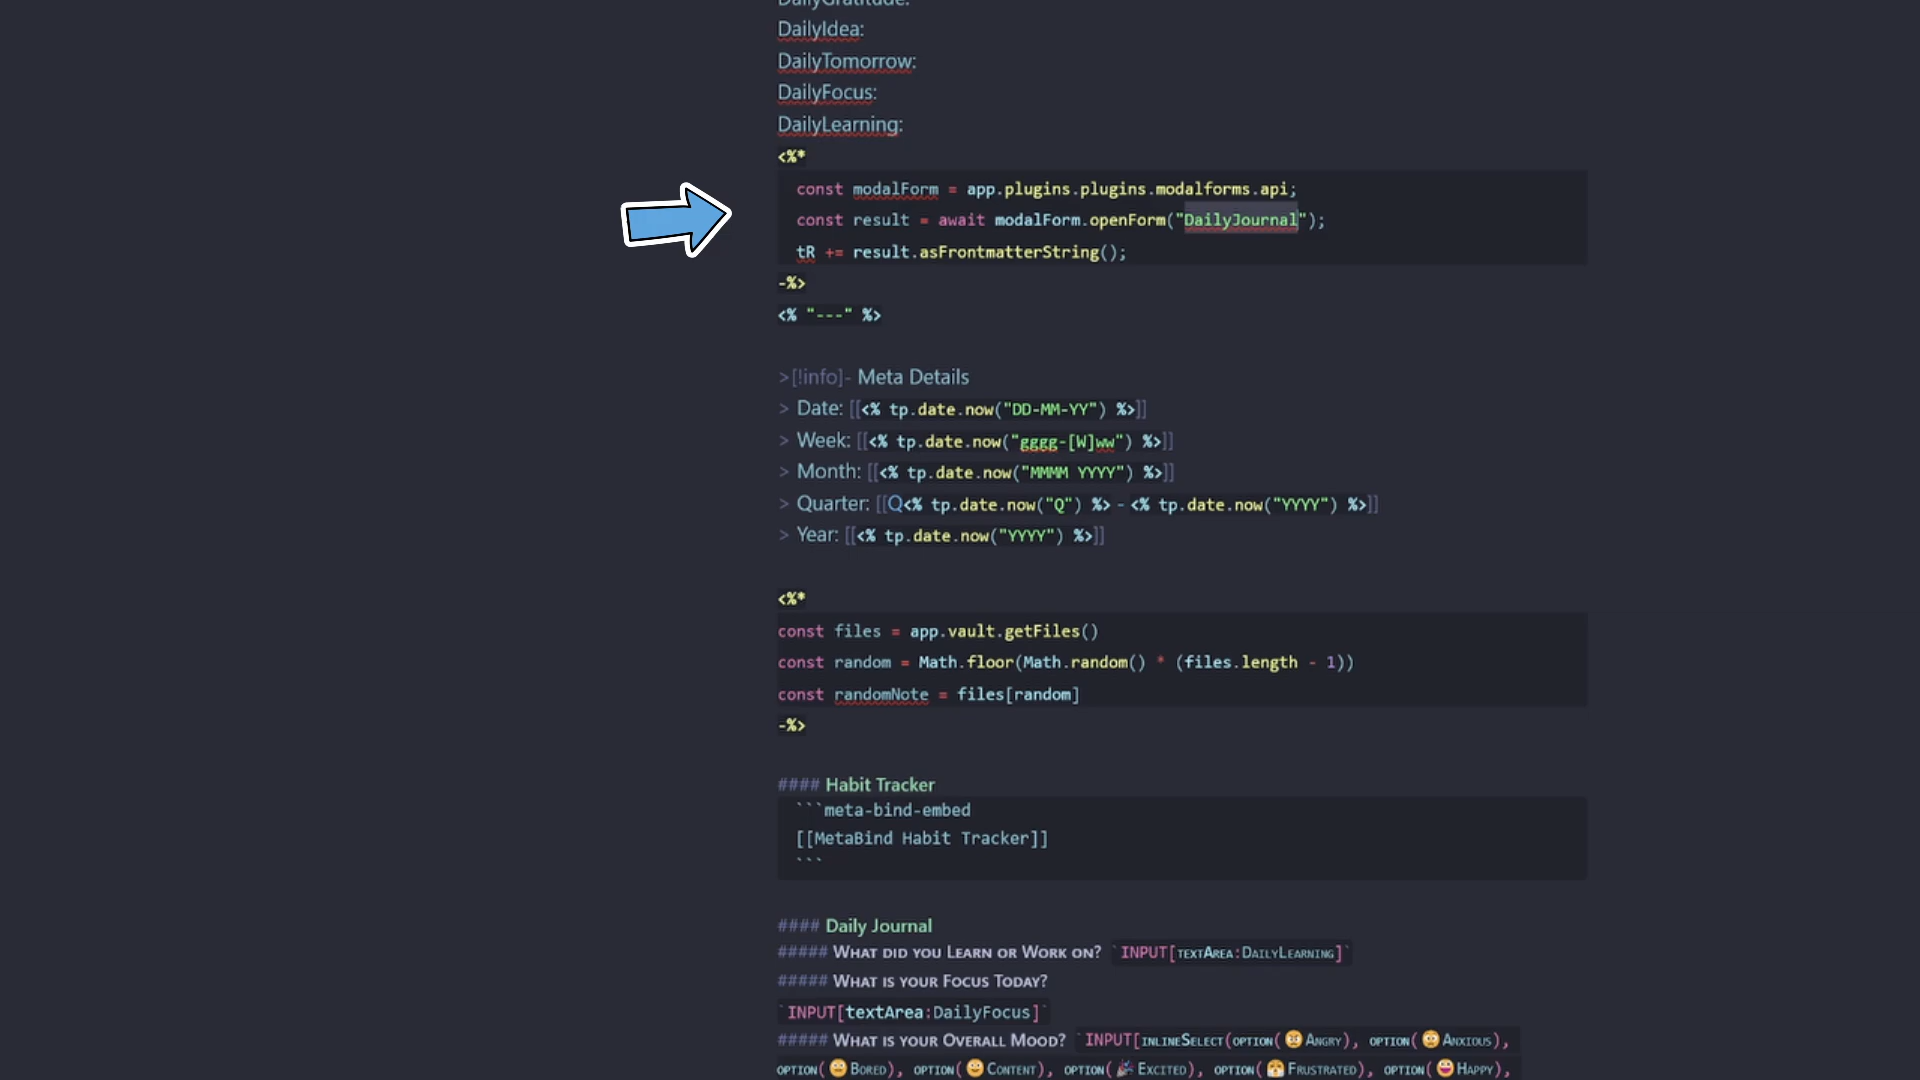 DailyGratitude:
DailyIdea:
DailyTomorrow:
DailyFocus:
DailyLearning:
<%*
const modalForm = app.plugins.plugins.modalforms.api;
const result = await modalForm.openForm("DailyJournal");
tR += result.asFrontmatterString();
-%>
<% "---" %>
>[!info]- Meta Details
> Date: [[<% tp.date.now("DD-MM-YY") %>]]
> Week: [[<% tp.date.now("gggg-[W]ww") %>]]
> Month: [[<% tp.date.now("MMMM YYYY") %>]]
> Quarter: [[Q<% tp.date.now("Q") %> - <% tp.date.now("YYYY") %>]]
> Year: [[<% tp.date.now("YYYY") %>]]
<%*
const files = app.vault.getFiles()
const random = Math.floor(Math.random() * (files.length - 1))
const randomNote = files[random]
-%>
#### Habit Tracker
```meta-bind-embed
[[MetaBind Habit Tracker]]
```
#### Daily Journal
##### What did you Learn or Work on? `INPUT[textArea:DailyLearning]`
##### What is your Focus Today?
`INPUT[textArea:DailyFocus]`
##### What is your Overall Mood? `INPUT[inlineSelect(option(😠Angry), option(😳Anxious),
option(😐Bored), option(😊Content), option(🎉Excited), option(😤Frustrated), option(😀Happy),